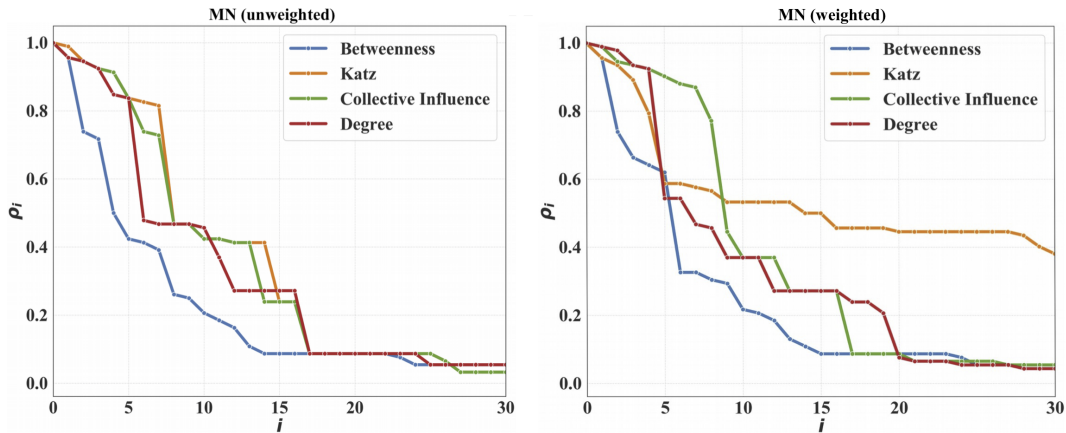 MN (unweighted)
1.0
0.8
0.6
0.4
0.2
0.0
ρi
0
5
10
15
20
30
i
Betweenness
Katz
Collective Influence
Degree
MN (weighted)
1.0
0.8
0.6
0.4
0.2
0.0
ρi
0
5
10
20
30
i
Betweenness
Katz
Collective Influence
Degree